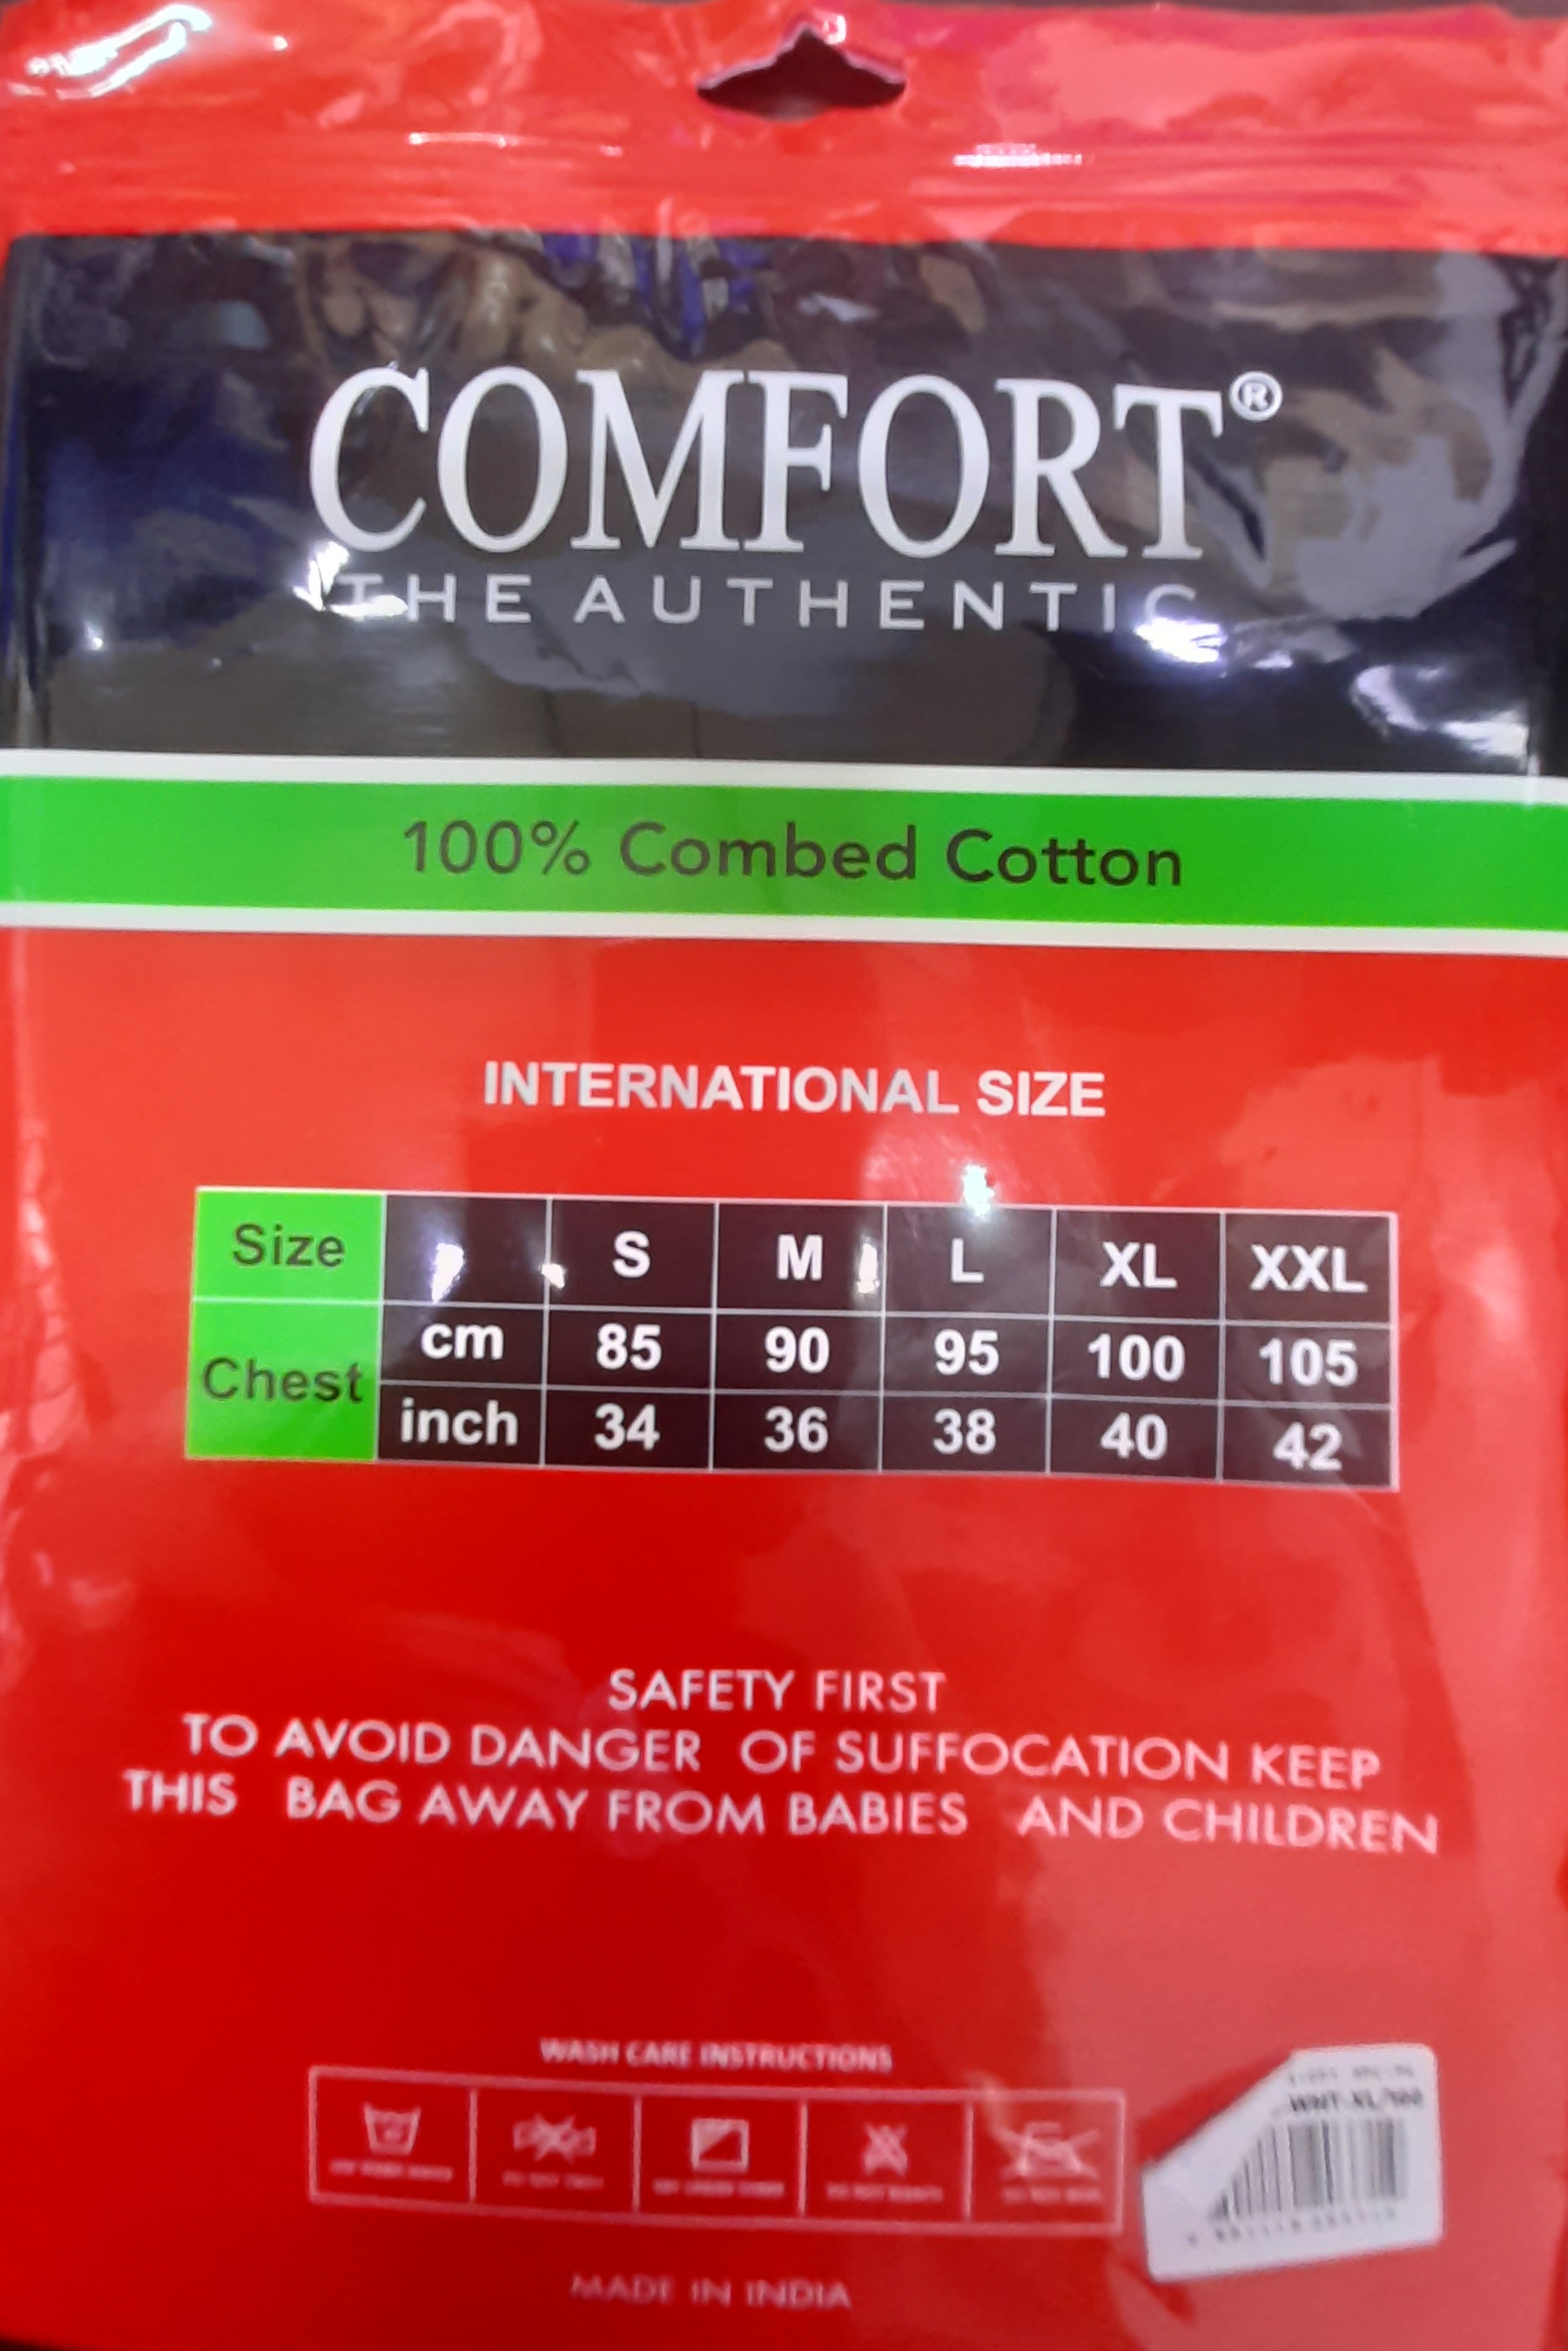 COMFORT®
THE AUTHENTIC
100% Combed Cotton
INTERNATIONAL SIZE
Size S M L XL XXL
Chest cm 85 90 95 100 105
inch 34 36 38 40 42
SAFETY FIRST
TO AVOID DANGER OF SUFFOCATION KEEP
THIS BAG AWAY FROM BABIES AND CHILDREN
WASH CARE INSTRUCTIONS
MADE IN INDIA